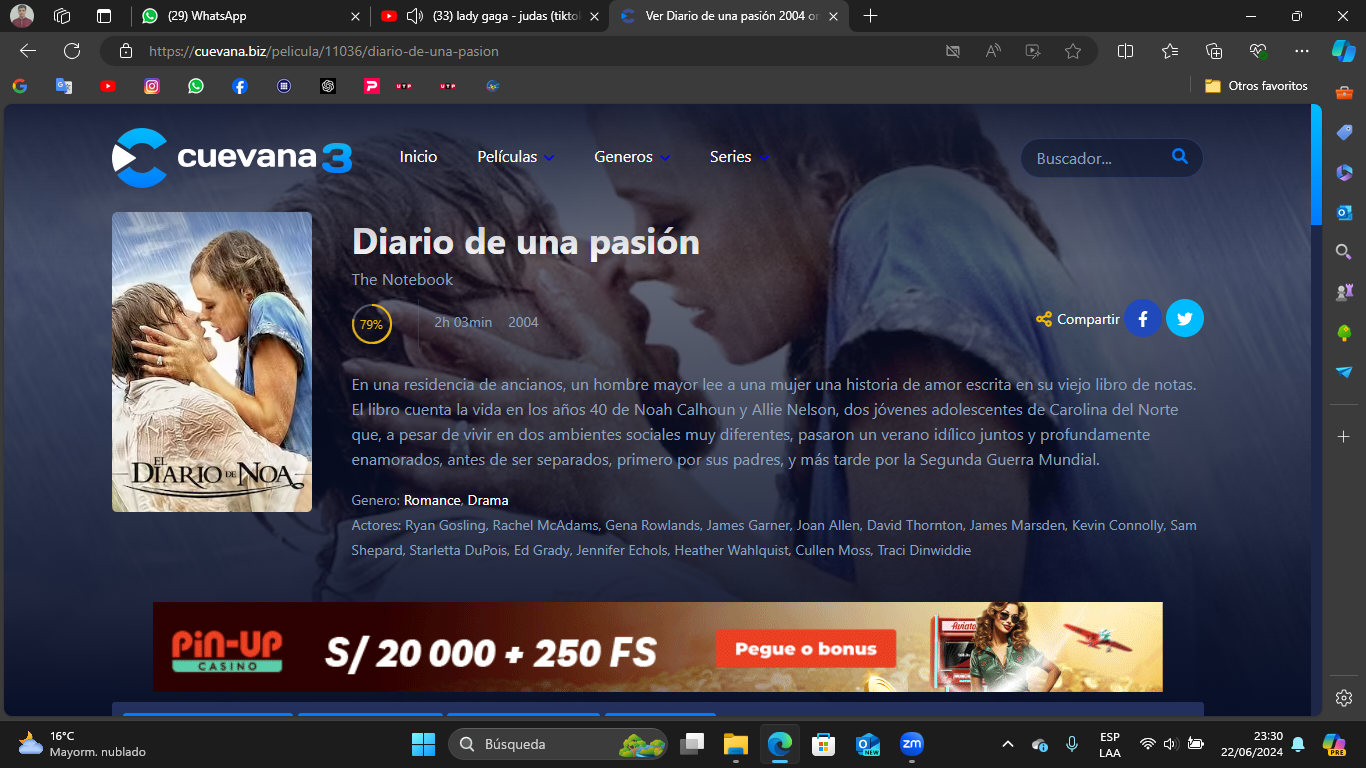 (29) WhatsApp
(33) lady gaga - judas (tiktok
Ver Diario de una pasión 2004 on
https://cuevana.biz/pelicula/11036/diario-de-una-pasion
UTP
UTP
Otros favoritos
cuevana 3
Inicio
Películas
Generos
Series
Buscador...
EL
DIARIO DE NOA
Diario de una pasión
The Notebook
79%
2h 03min
2004
Compartir
En una residencia de ancianos, un hombre mayor lee a una mujer una historia de amor escrita en su viejo libro de notas.
El libro cuenta la vida en los años 40 de Noah Calhoun y Allie Nelson, dos jóvenes adolescentes de Carolina del Norte
que, a pesar de vivir en dos ambientes sociales muy diferentes, pasaron un verano idílico juntos y profundamente
enamorados, antes de ser separados, primero por sus padres, y más tarde por la Segunda Guerra Mundial.
Genero: Romance, Drama
Actores: Ryan Gosling, Rachel McAdams, Gena Rowlands, James Garner, Joan Allen, David Thornton, James Marsden, Kevin Connolly, Sam
Shepard, Starletta DuPois, Ed Grady, Jennifer Echols, Heather Wahlquist, Cullen Moss, Traci Dinwiddie
PIN-UP
CASINO
S/ 20 000 + 250 FS
Pegue o bonus
Aviator
16°C
Mayorm. nublado
Búsqueda
NEW
zm
ESP
LAA
23:30
22/06/2024
PRE